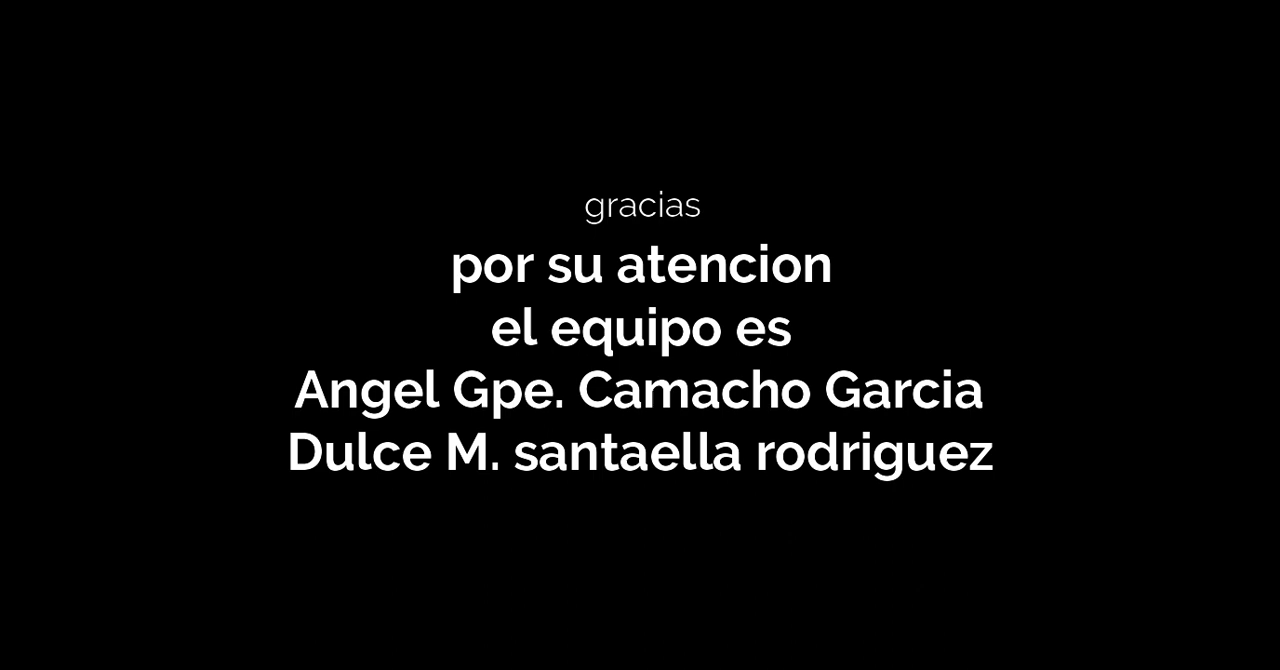 gracias
por su atencion
el equipo es
Angel Gpe. Camacho Garcia
Dulce M. santaella rodriguez